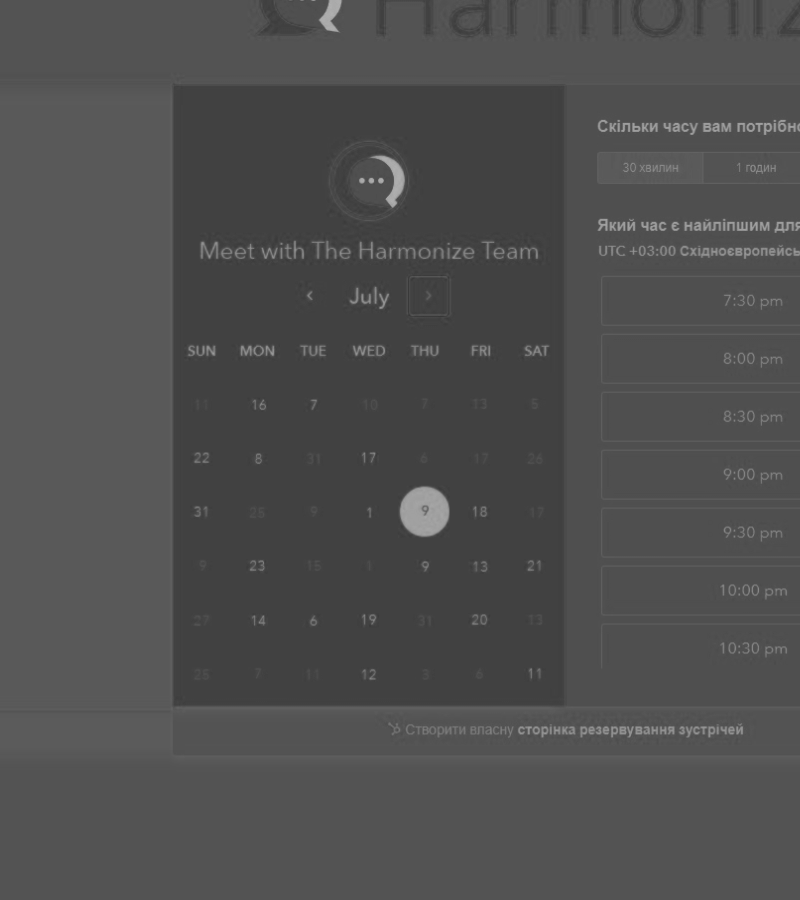 Harmoniz
Meet with The Harmonize Team
‹ July ›
SUN MON TUE WED THU FRI SAT
11 16 7 10 7 13 5
22 8 31 17 6 17 26
31 25 9 1 9 18 17
9 23 15 1 9 13 21
27 14 6 19 31 20 13
26 7 11 12 3 6 11
Скільки часу вам потрібно
30 хвилин 1 годин
Який час є найліпшим для
UTC +03:00 Східноєвропейсь
7:30 pm
8:00 pm
8:30 pm
9:00 pm
9:30 pm
10:00 pm
10:30 pm
Створити власну сторінка резервування зустрічей